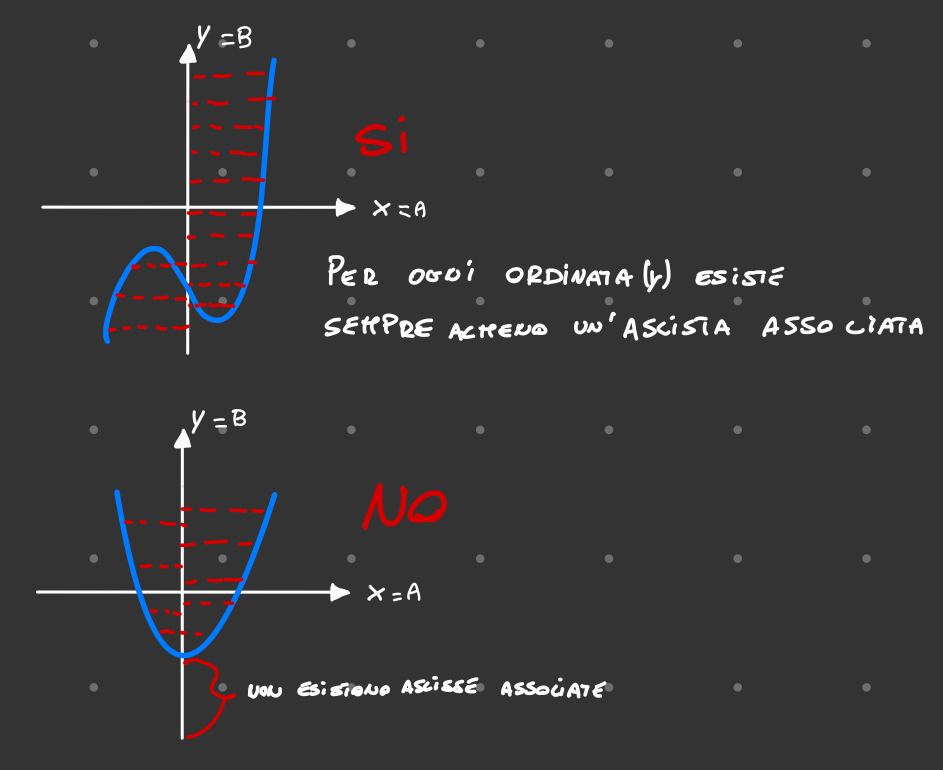 y=B
Si
x=A
PER OGNI ORDINATA (y) ESISTE
SEMPRE ALMENO UN'ASCISSA ASSOCIATA
y=B
NO
x=A
NON ESISTONO ASCISSE ASSOCIATE